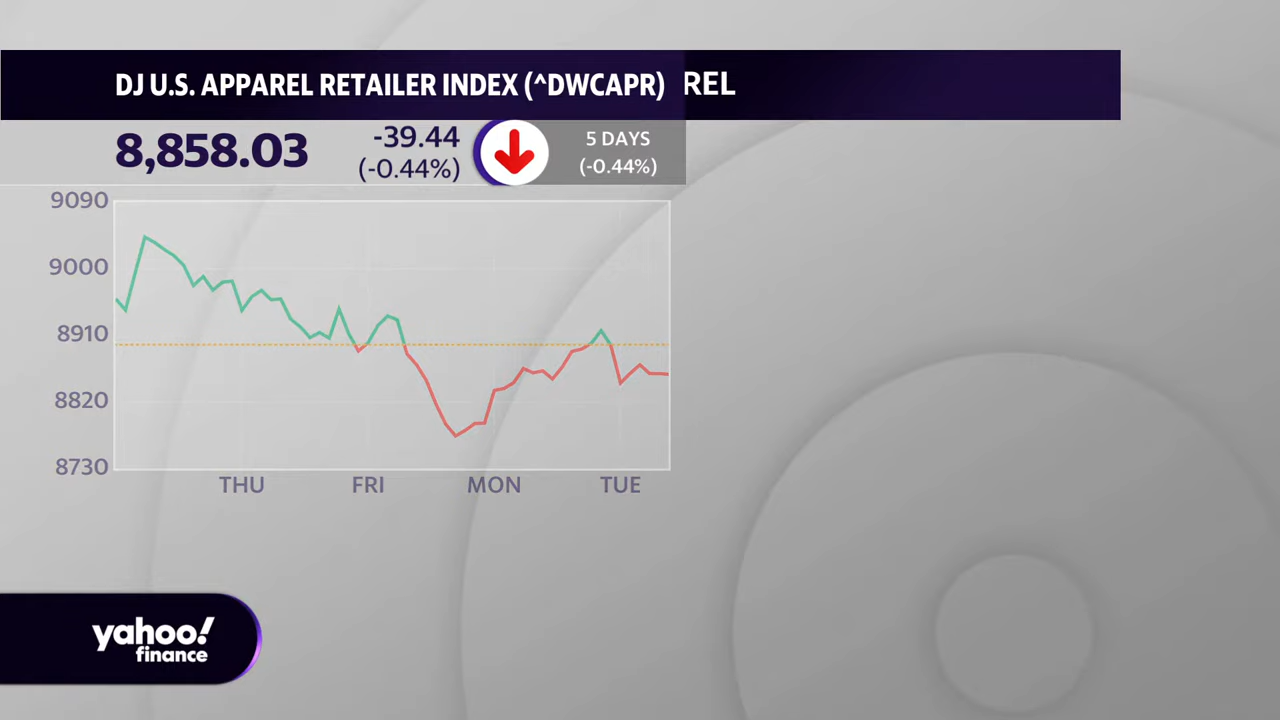 DJ U.S. APPAREL RETAILER INDEX (^DWCAPR) REL
8,858.03
-39.44
(-0.44%)
5 DAYS
(-0.44%)
9090
9000
8910
8820
8730
THU FRI MON TUE
yahoo!
finance